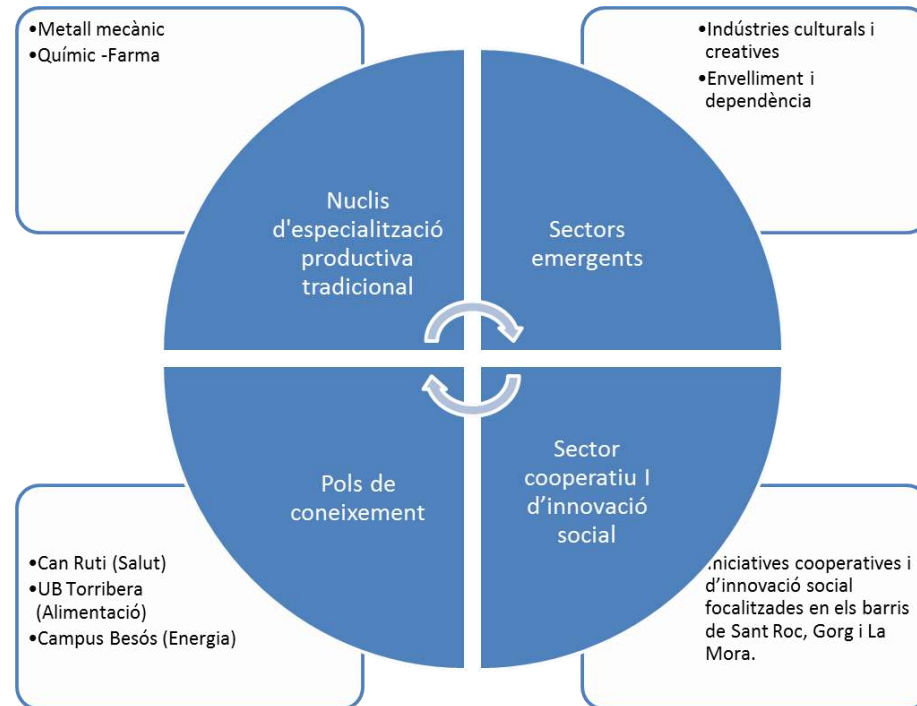 •Metall mecànic
•Químic -Farma
•Indústries culturals i
creatives
•Envelliment i
dependència
Nuclis
d'especialització
productiva
tradicional
Sectors
emergents
Pols de
coneixement
Sector
cooperatiu I
d’innovació
social
•Can Ruti (Salut)
•UB Torribera
(Alimentació)
•Campus Besós (Energia)
Iniciatives cooperatives i
d’innovació social
focalitzades en els barris
de Sant Roc, Gorg i La
Mora.